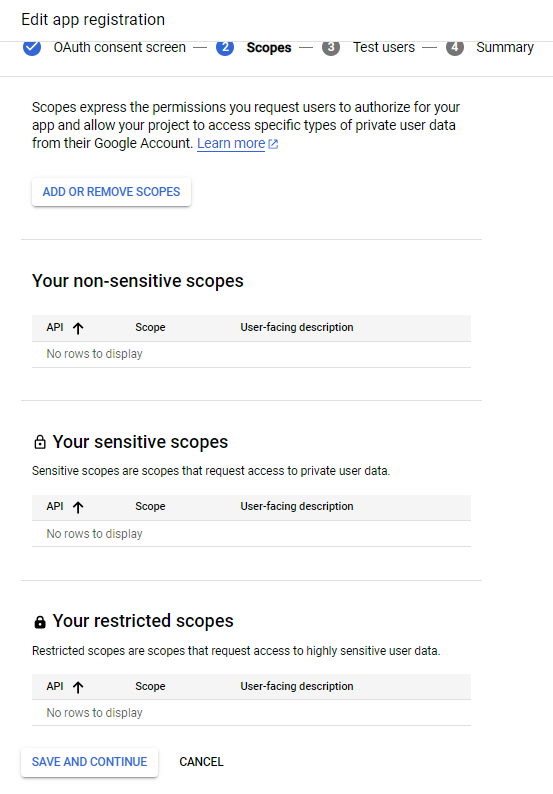 Edit app registration
OAuth consent screen — 2 Scopes — 3 Test users — 4 Summary
Scopes express the permissions you request users to authorize for your
app and allow your project to access specific types of private user data
from their Google Account. Learn more
ADD OR REMOVE SCOPES
Your non-sensitive scopes
API Scope User-facing description
No rows to display
Your sensitive scopes
Sensitive scopes are scopes that request access to private user data.
API Scope User-facing description
No rows to display
Your restricted scopes
Restricted scopes are scopes that request access to highly sensitive user data.
API Scope User-facing description
No rows to display
SAVE AND CONTINUE CANCEL